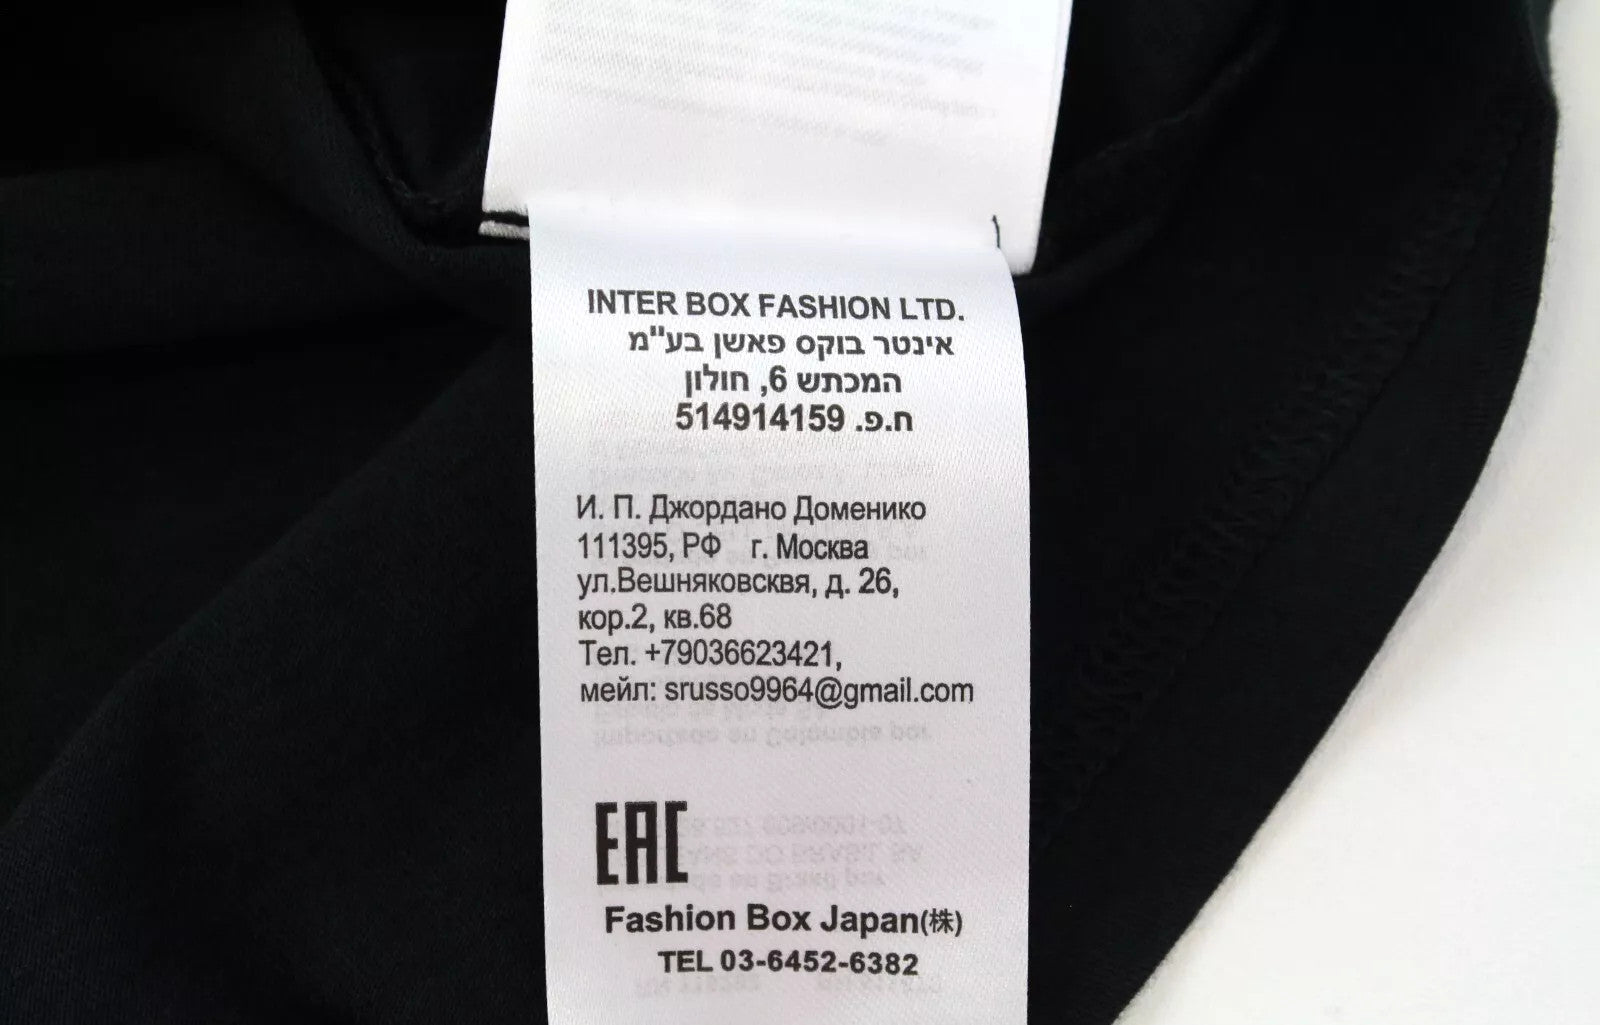 INTER BOX FASHION LTD.
אינטר בוקס פאשן בע"מ
המכתש 6, חולון
ח.פ. 514914159
И. П. Джордано Доменико
111395, РФ г. Москва
ул.Вешняковсквя, д. 26,
кор.2, кв.68
Тел. +79036623421,
мейл: srusso9964@gmail.com
EAC
Fashion Box Japan(株)
TEL 03-6452-6382